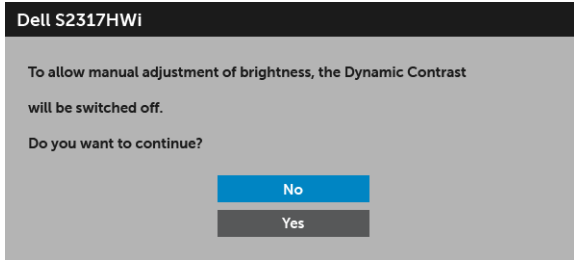 Dell S2317HWi
To allow manual adjustment of brightness, the Dynamic Contrast
will be switched off.
Do you want to continue?
No
Yes